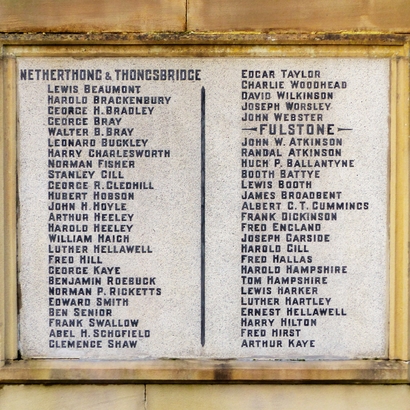 NETHERTHONG & THONGSBRIDGE
LEWIS BEAUMONT
HAROLD BRACKENBURY
GEORGE H. BRADLEY
GEORGE BRAY
WALTER B. BRAY
LEONARD BUCKLEY
HARRY CHARLESWORTH
NORMAN FISHER
STANLEY GILL
GEORGE R. GLEDHILL
HUBERT HOBSON
JOHN M. HOYLE
ARTHUR HEELEY
HAROLD HEELEY
WILLIAM HAIGH
LUTHER HELLAWELL
FRED HILL
GEORGE KAYE
BENJAMIN ROEBUCK
NORMAN P. RICKETTS
EDWARD SMITH
BEN SENIOR
FRANK SWALLOW
ABEL H. SCHOFIELD
CLEMENCE SHAW
EDGAR TAYLOR
CHARLIE WOODHEAD
DAVID WILKINSON
JOSEPH WORSLEY
JOHN WEBSTER
FULSTONE
JOHN W. ATKINSON
RANDAL ATKINSON
HUGH P. BALLANTYNE
BOOTH BATTYE
LEWIS BOOTH
JAMES BROADBENT
ALBERT C. T. CUMMINGS
FRANK DICKINSON
FRED ENGLAND
JOSEPH GARSIDE
HAROLD GILL
FRED HALLAS
HAROLD HAMPSHIRE
TOM HAMPSHIRE
LEWIS HARKER
LUTHER HARTLEY
ERNEST HELLAWELL
HARRY HILTON
FRED HIRST
ARTHUR KAYE